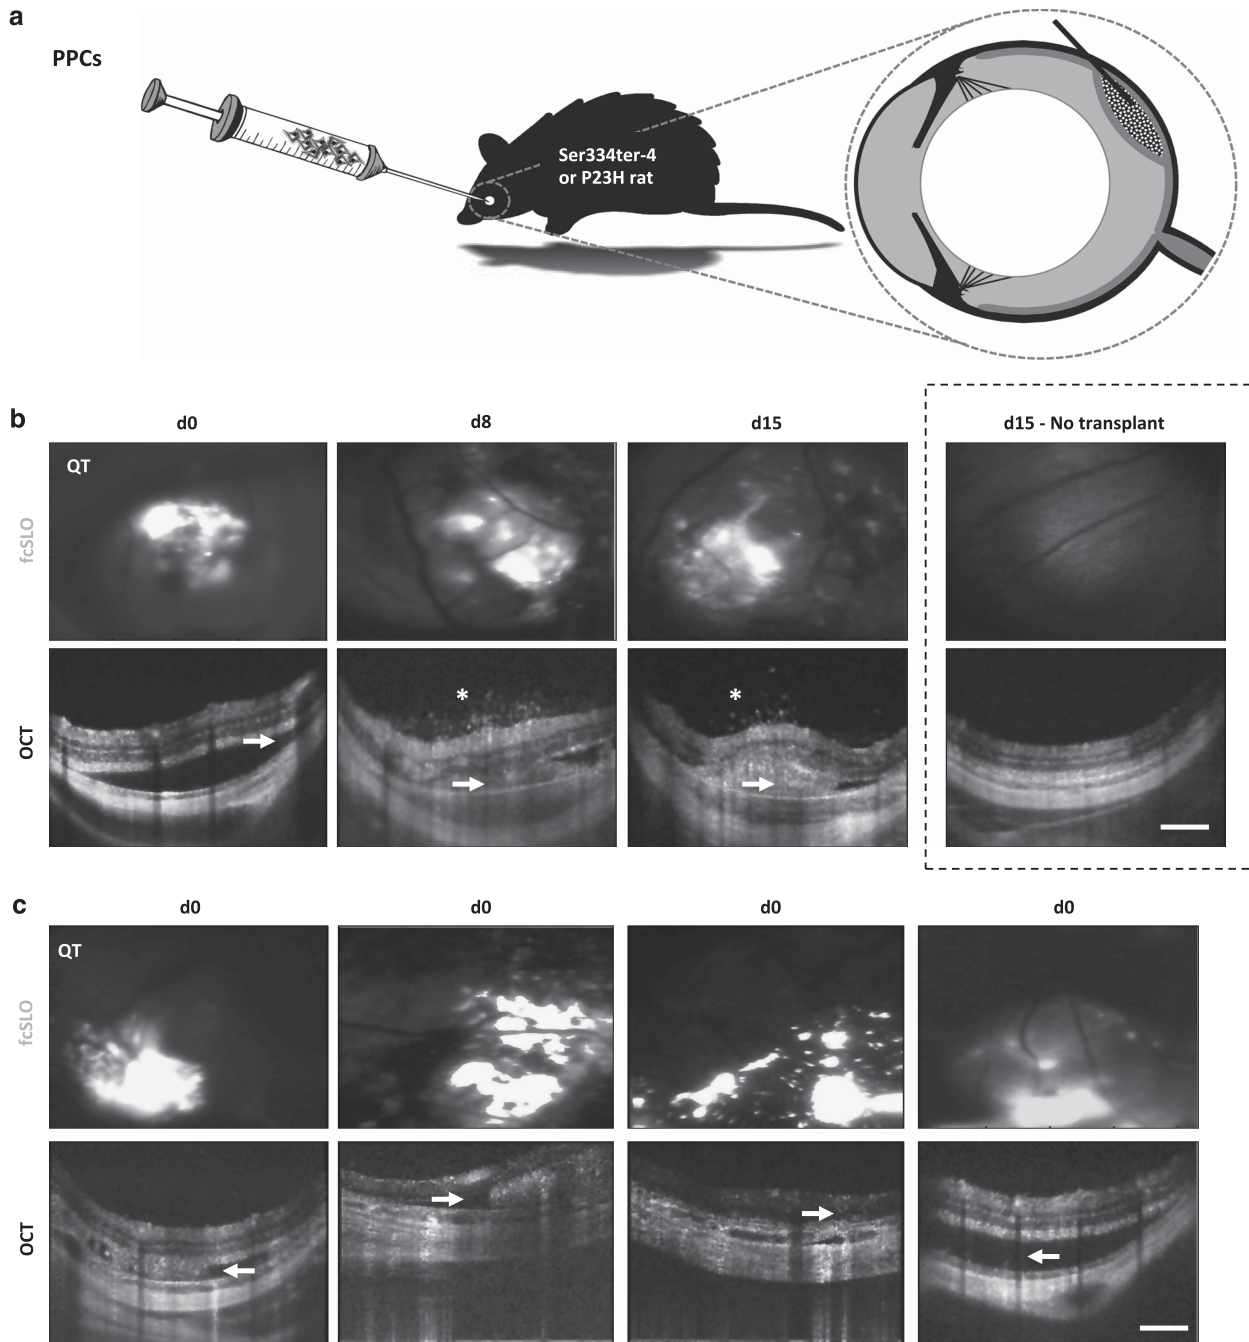 a
PPCs
Ser334ter-4
or P23H rat
b
d0
d8
d15
d15 - No transplant
QT
fcSLO
*
*
OCT
c
d0
d0
d0
d0
QT
fcSLO
OCT